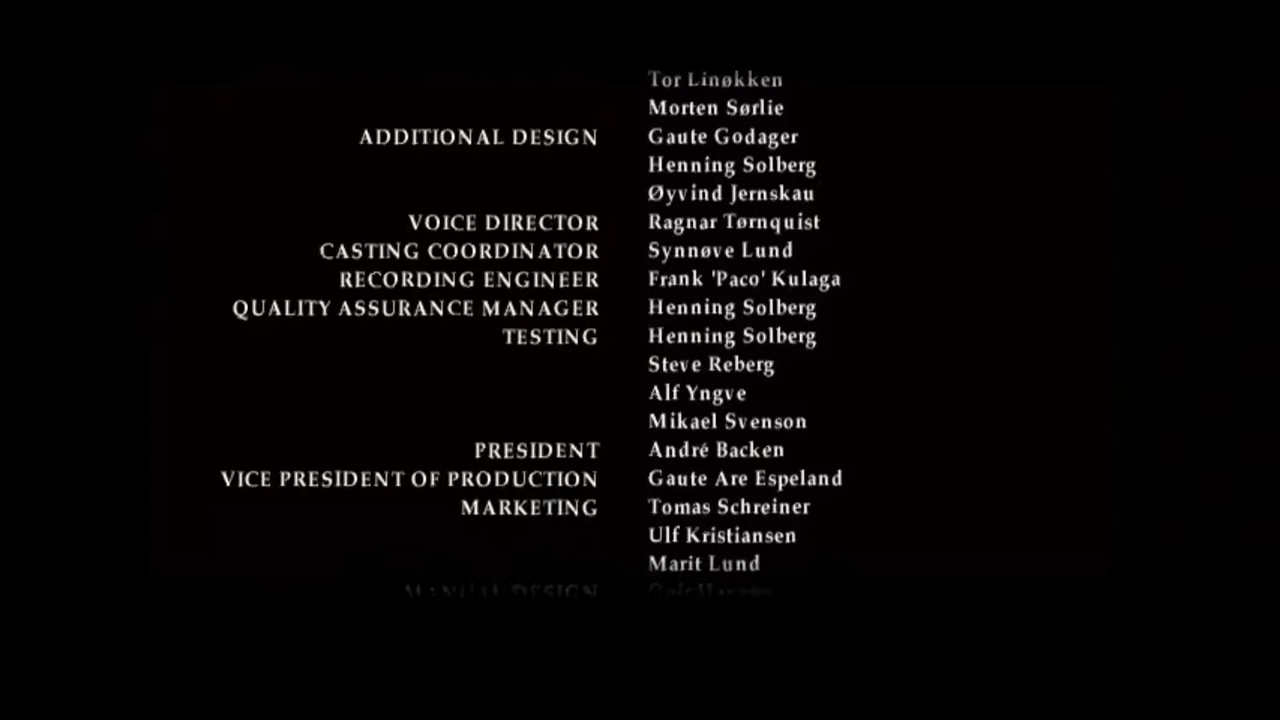 Tor Linøkken
Morten Sørlie
ADDITIONAL DESIGN Gaute Godager
Henning Solberg
Øyvind Jernskau
VOICE DIRECTOR Ragnar Tørnquist
CASTING COORDINATOR Synnøve Lund
RECORDING ENGINEER Frank 'Paco' Kulaga
QUALITY ASSURANCE MANAGER Henning Solberg
TESTING Henning Solberg
Steve Reberg
Alf Yngve
Mikael Svenson
PRESIDENT André Backen
VICE PRESIDENT OF PRODUCTION Gaute Are Espeland
MARKETING Tomas Schreiner
Ulf Kristiansen
Marit Lund
MANUAL DESIGN